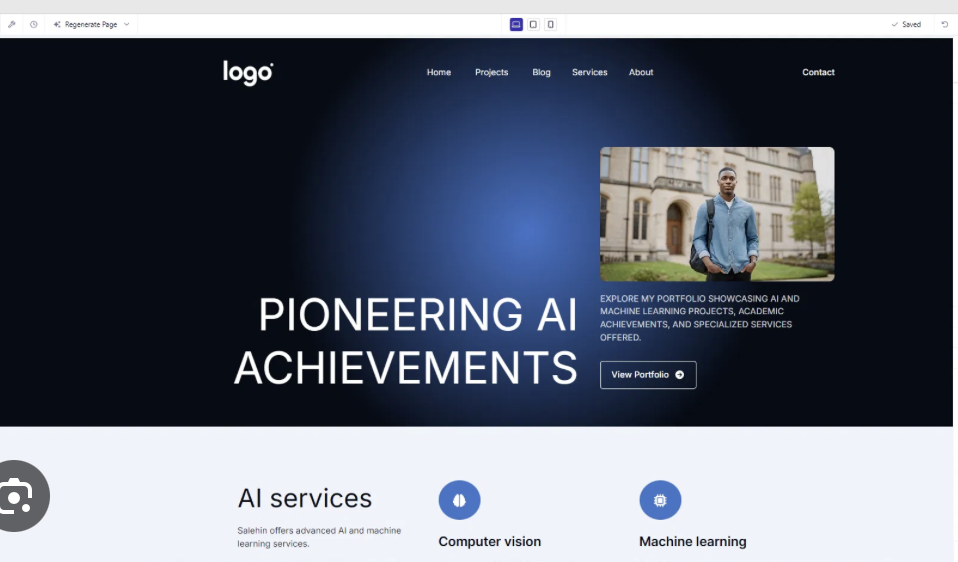 Regenerate Page
Saved
logo
Home Projects Blog Services About Contact
PIONEERING AI
ACHIEVEMENTS
EXPLORE MY PORTFOLIO SHOWCASING AI AND
MACHINE LEARNING PROJECTS, ACADEMIC
ACHIEVEMENTS, AND SPECIALIZED SERVICES
OFFERED.
View Portfolio
AI services
Salehin offers advanced AI and machine
learning services.
Computer vision
Machine learning